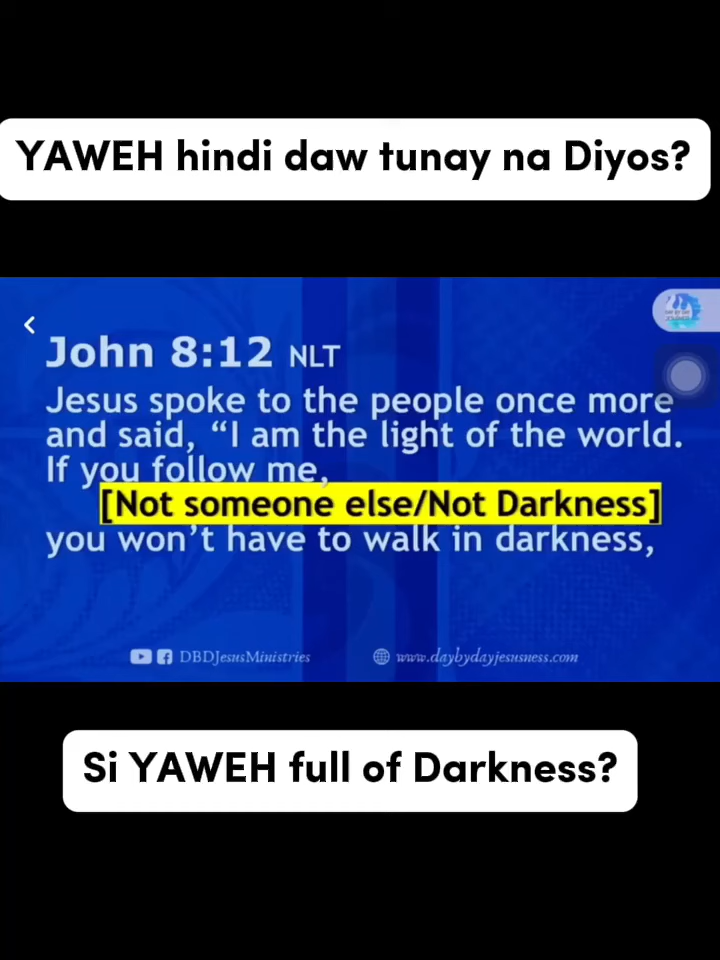 YAWEH hindi daw tunay na Diyos?
John 8:12 NLT
Jesus spoke to the people once more
and said, “I am the light of the world.
If you follow me,
[Not someone else/Not Darkness]
you won’t have to walk in darkness,
DBDJesusMinistries www.daybydayjesusness.com
Si YAWEH full of Darkness?